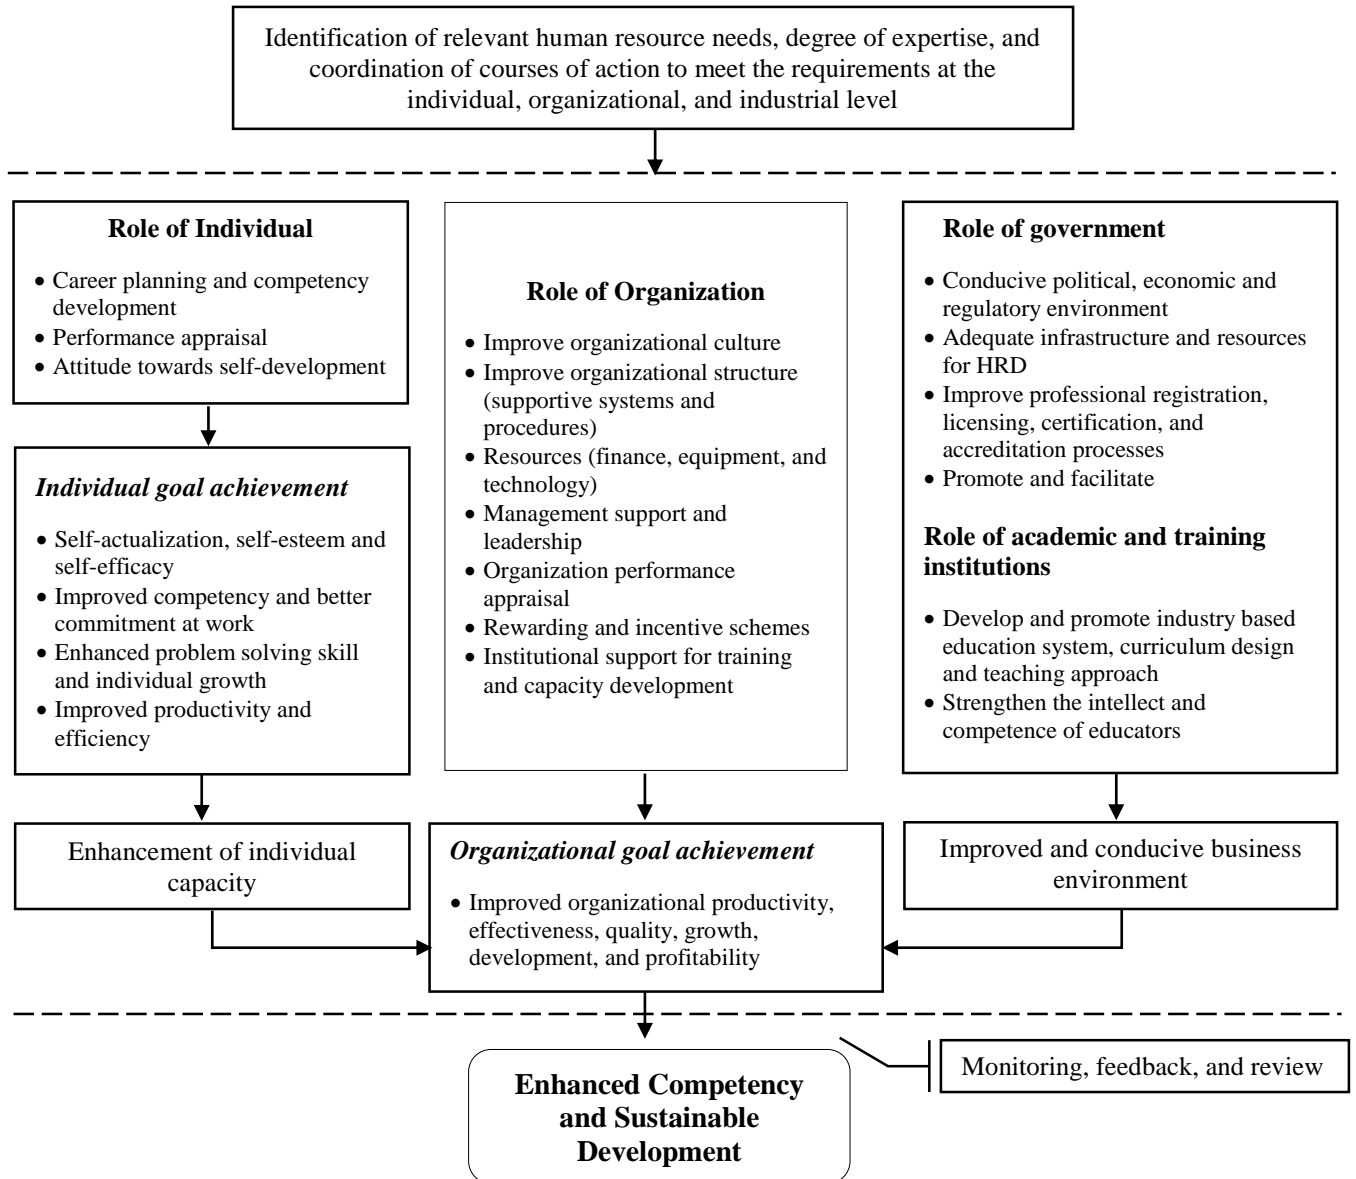 Identification of relevant human resource needs, degree of expertise, and
coordination of courses of action to meet the requirements at the
individual, organizational, and industrial level
Role of Individual
• Career planning and competency
development
• Performance appraisal
• Attitude towards self-development
Individual goal achievement
• Self-actualization, self-esteem and
self-efficacy
• Improved competency and better
commitment at work
• Enhanced problem solving skill
and individual growth
• Improved productivity and
efficiency
Enhancement of individual
capacity
Role of Organization
• Improve organizational culture
• Improve organizational structure
(supportive systems and
procedures)
• Resources (finance, equipment, and
technology)
• Management support and
leadership
• Organization performance
appraisal
• Rewarding and incentive schemes
• Institutional support for training
and capacity development
Organizational goal achievement
• Improved organizational productivity,
effectiveness, quality, growth,
development, and profitability
Role of government
• Conducive political, economic and
regulatory environment
• Adequate infrastructure and resources
for HRD
• Improve professional registration,
licensing, certification, and
accreditation processes
• Promote and facilitate
Role of academic and training
institutions
• Develop and promote industry based
education system, curriculum design
and teaching approach
• Strengthen the intellect and
competence of educators
Improved and conducive business
environment
Monitoring, feedback, and review
Enhanced Competency
and Sustainable
Development